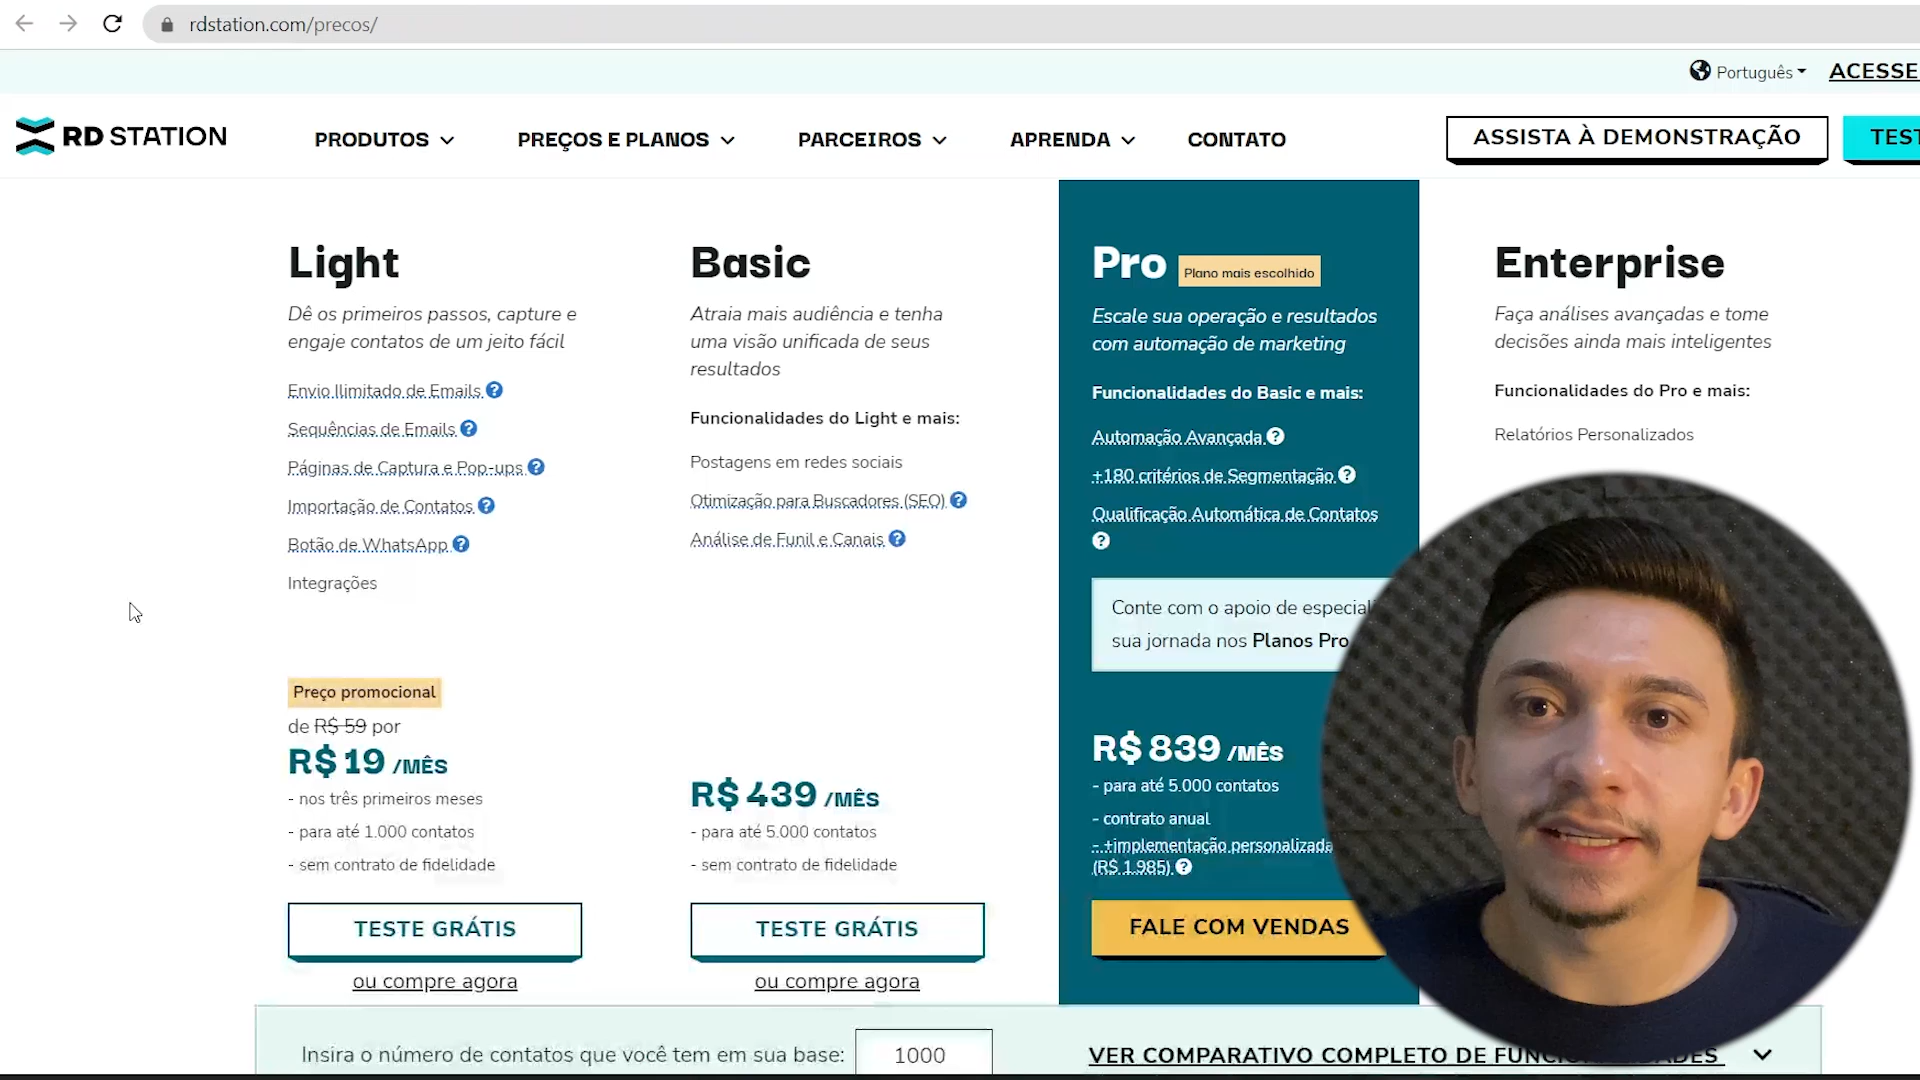 rdstation.com/precos/
Português
ACESSE
RD STATION
PRODUTOS
PREÇOS E PLANOS
PARCEIROS
APRENDA
CONTATO
ASSISTA À DEMONSTRAÇÃO
Light
Dê os primeiros passos, capture e
engaje contatos de um jeito fácil
Envio Ilimitado de Emails ?
Sequências de Emails ?
Páginas de Captura e Pop-ups ?
Importação de Contatos ?
Botão de WhatsApp ?
Integrações
Preço promocional
de R$ 59 por
R$ 19 /MÊS
- nos três primeiros meses
- para até 1.000 contatos
- sem contrato de fidelidade
TESTE GRÁTIS
ou compre agora
Basic
Atraia mais audiência e tenha
uma visão unificada de seus
resultados
Funcionalidades do Light e mais:
Postagens em redes sociais
Otimização para Buscadores (SEO) ?
Análise de Funil e Canais ?
R$ 439 /MÊS
- para até 5.000 contatos
- sem contrato de fidelidade
TESTE GRÁTIS
ou compre agora
Pro Plano mais escolhido
Escale sua operação e resultados
com automação de marketing
Funcionalidades do Basic e mais:
Automação Avançada ?
+180 critérios de Segmentação ?
Qualificação Automática de Contatos
?
Conte com o apoio de
sua jornada nos Planos Pro
R$ 839 /MÊS
- para até 5.000 contatos
- contrato anual
- +implementação personalizada
(R$ 1.985) ?
FALE COM VENDAS
Enterprise
Faça análises avançadas e tome
decisões ainda mais inteligentes
Funcionalidades do Pro e mais:
Relatórios Personalizados
Insira o número de contatos que você tem em sua base: 1000
VER COMPARATIVO COMPLETO DE